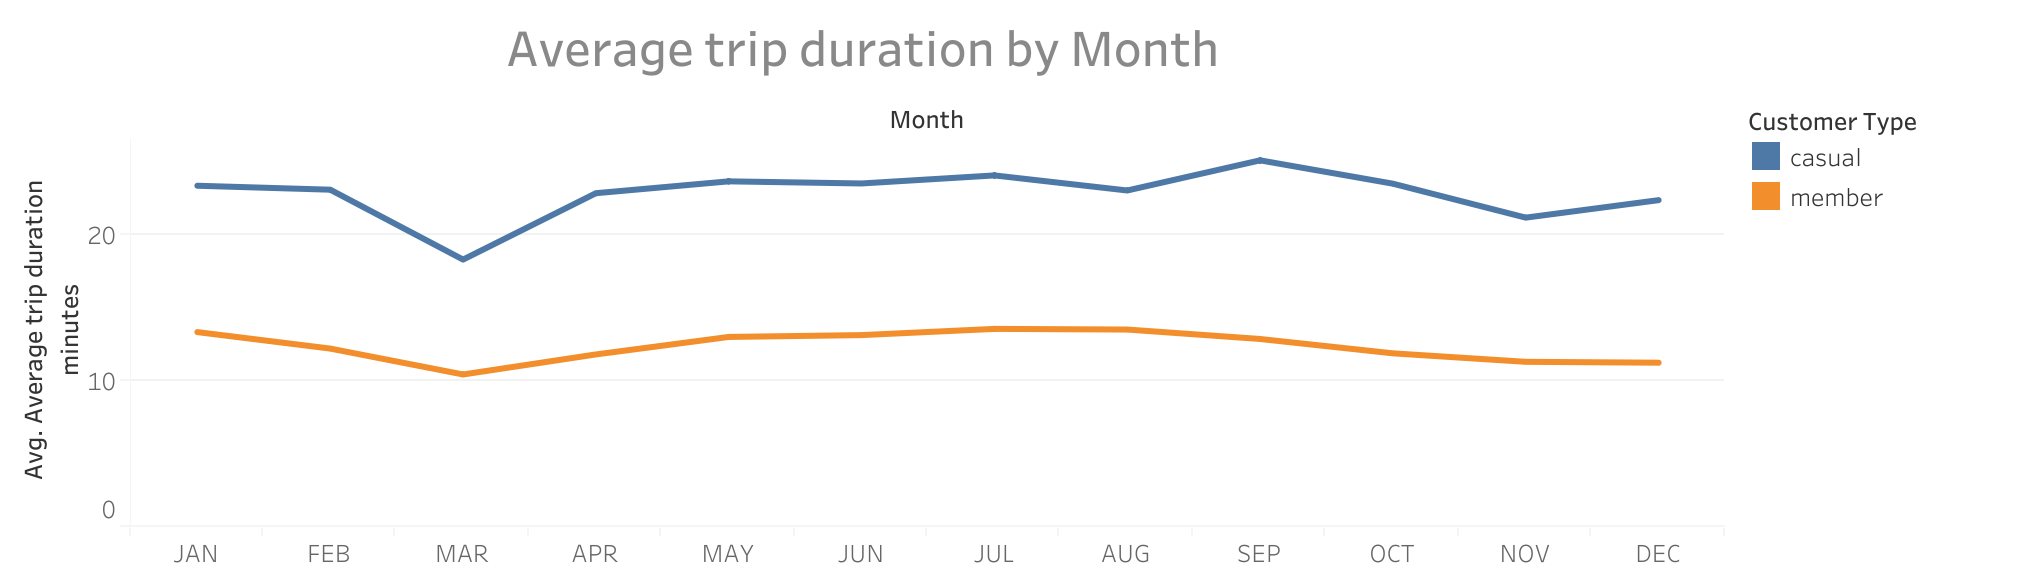 Average trip duration by Month
Month
Avg. Average trip duration
minutes
20
10
0
JAN FEB MAR APR MAY JUN JUL AUG SEP OCT NOV DEC
Customer Type
casual
member